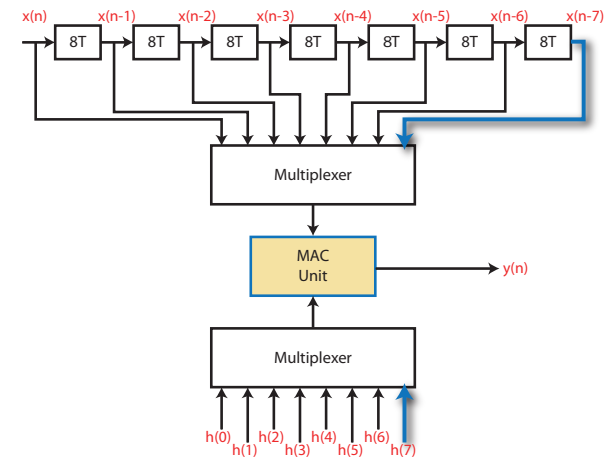 x(n) x(n-1) x(n-2) x(n-3) x(n-4) x(n-5) x(n-6) x(n-7)
8T 8T 8T 8T 8T 8T 8T
Multiplexer
MAC
Unit
y(n)
Multiplexer
h(0) h(1) h(2) h(3) h(4) h(5) h(6) h(7)